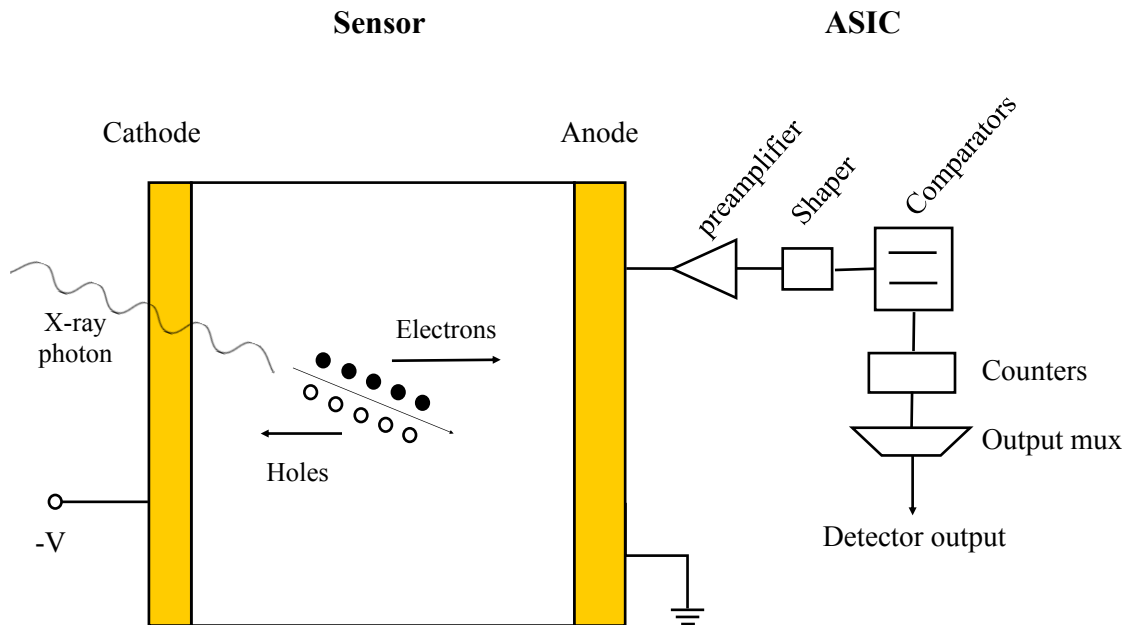 Sensor
ASIC
Cathode
Anode
preamplifier
Shaper
Comparators
X-ray
photon
Electrons
Holes
Counters
Output mux
-V
Detector output